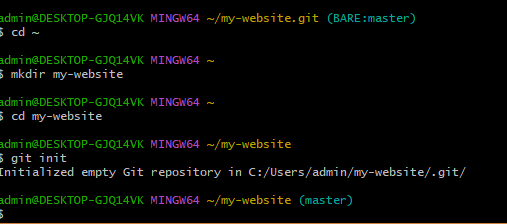 admin@DESKTOP-GJQ14VK MINGW64 ~/my-website.git (BARE:master)
$ cd ~
admin@DESKTOP-GJQ14VK MINGW64 ~
$ mkdir my-website
admin@DESKTOP-GJQ14VK MINGW64 ~
$ cd my-website
admin@DESKTOP-GJQ14VK MINGW64 ~/my-website
$ git init
Initialized empty Git repository in C:/Users/admin/my-website/.git/
admin@DESKTOP-GJQ14VK MINGW64 ~/my-website (master)
$